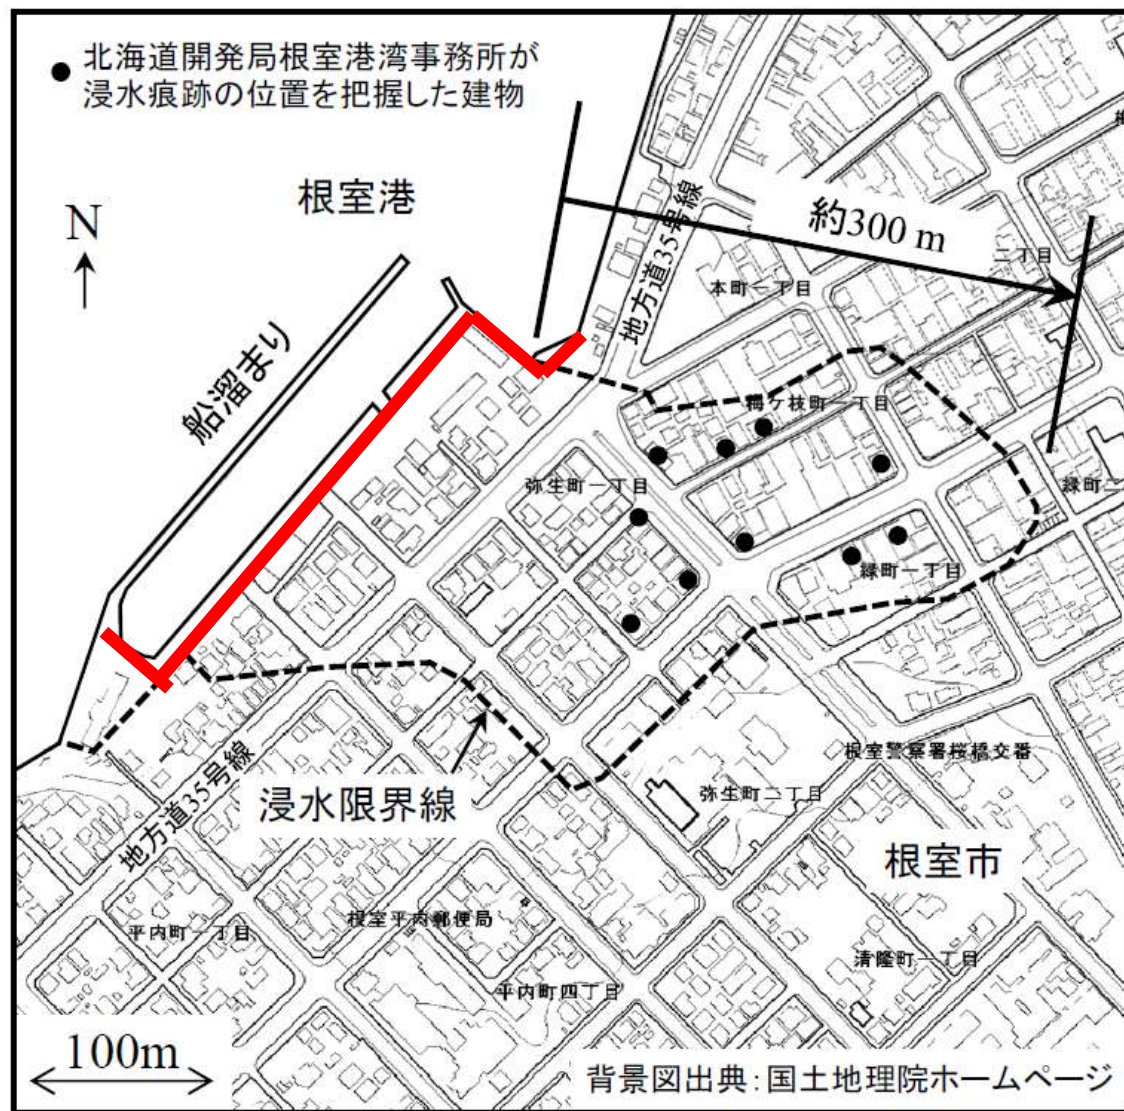 ● 北海道開発局根室港湾事務所が
浸水痕跡の位置を把握した建物
根室港
N
約300 m
地方道35号線
二丁目
本町一丁目
船溜まり
梅ケ枝町一丁目
弥生町一丁目
緑町二
緑町一丁目
浸水限界線
地方道35号線
根室警察署桜橋交番
弥生町二丁目
根室市
根室平内郵便局
平内町一丁目
清隆町一丁目
平内町四丁目
100m
背景図出典:国土地理院ホームページ